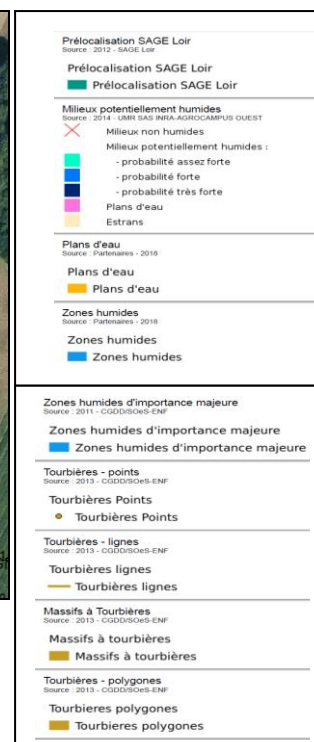 Prélocalisation SAGE Loir
Source : 2012 - SAGE Loir
Prélocalisation SAGE Loir
Prélocalisation SAGE Loir
Milieux potentiellement humides
Source : 2014 - UMR SAS INRA-AGROCAMPUS OUEST
Milieux non humides
Milieux potentiellement humides :
- probabilité assez forte
- probabilité forte
- probabilité très forte
Plans d'eau
Estrans
Plans d'eau
Source : Partenaires - 2018
Plans d'eau
Plans d'eau
Zones humides
Source : Partenaires - 2018
Zones humides
Zones humides
Zones humides d'importance majeure
Source : 2011 - CGDD/SOeS-ENF
Zones humides d'importance majeure
Zones humides d'importance majeure
Tourbières - points
Source : 2013 - CGDD/SOeS-ENF
Tourbières Points
Tourbières Points
Tourbières - lignes
Source : 2013 - CGDD/SOeS-ENF
Tourbières lignes
Tourbières lignes
Massifs à Tourbières
Source : 2013 - CGDD/SOeS-ENF
Massifs à tourbières
Massifs à tourbières
Tourbières - polygones
Source : 2013 - CGDD/SOeS-ENF
Tourbieres polygones
Tourbieres polygones